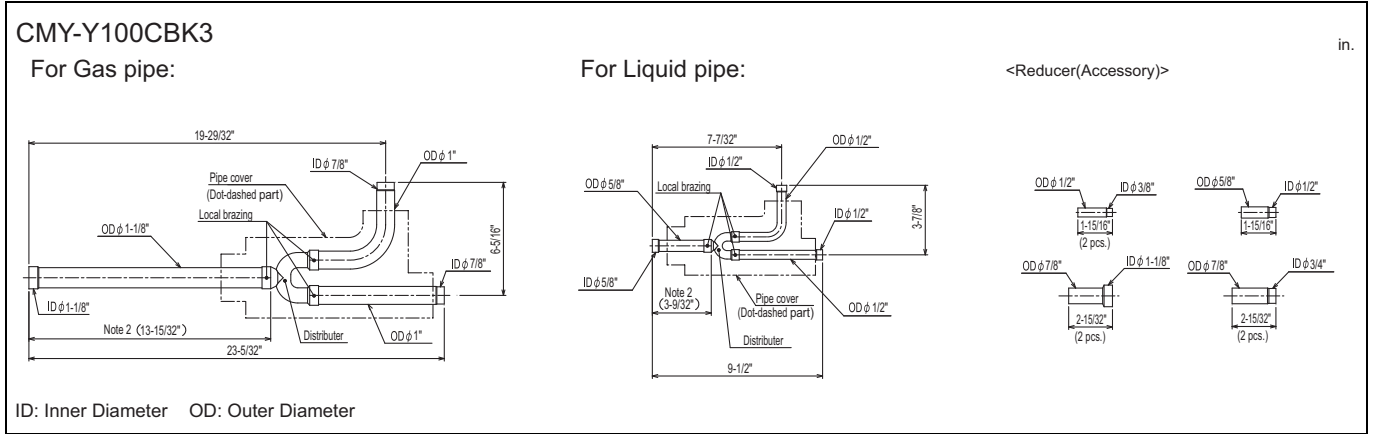 CMY-Y100CBK3
in.
For Gas pipe:
For Liquid pipe:
<Reducer(Accessory)>
19-29/32"
ID ϕ 7/8"
OD ϕ 1"
Pipe cover
(Dot-dashed part)
Local brazing
OD ϕ 1-1/8"
6-5/16"
ID ϕ 7/8"
ID ϕ 1-1/8"
Note 2 (13-15/32")
Distributer
OD ϕ 1"
23-5/32"
7-7/32"
OD ϕ 1/2"
ID ϕ 1/2"
OD ϕ 5/8"
Local brazing
ID ϕ 1/2"
3-7/8"
ID ϕ 5/8"
Note 2
(3-9/32")
Pipe cover
(Dot-dashed part)
OD ϕ 1/2"
Distributer
9-1/2"
OD ϕ 1/2"
ID ϕ 3/8"
1-15/16"
(2 pcs.)
OD ϕ 5/8"
ID ϕ 1/2"
1-15/16"
OD ϕ 7/8"
ID ϕ 1-1/8"
2-15/32"
(2 pcs.)
OD ϕ 7/8"
ID ϕ 3/4"
2-15/32"
(2 pcs.)
ID: Inner Diameter OD: Outer Diameter